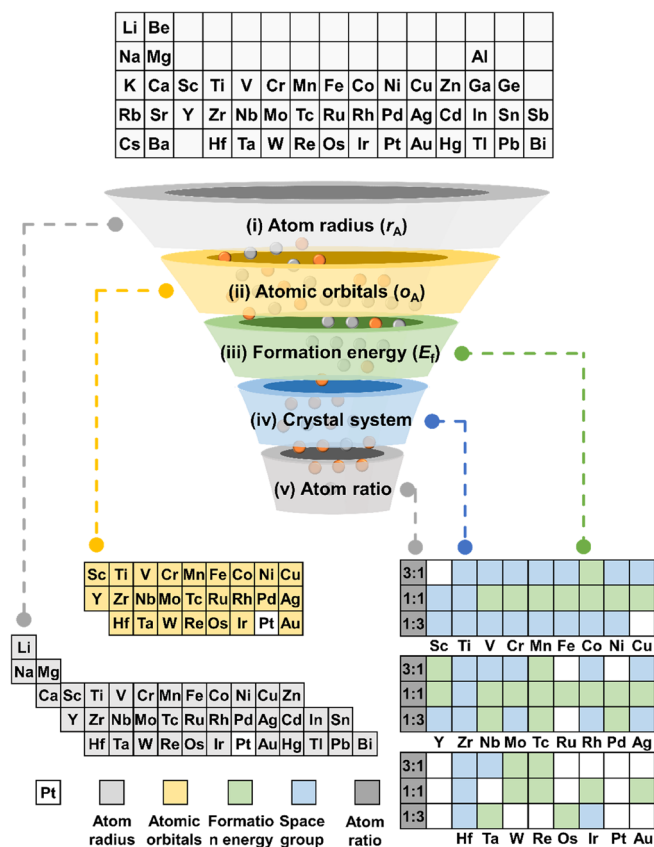 Li Be
Na Mg Al
K Ca Sc Ti V Cr Mn Fe Co Ni Cu Zn Ga Ge
Rb Sr Y Zr Nb Mo Tc Ru Rh Pd Ag Cd In Sn Sb
Cs Ba Hf Ta W Re Os Ir Pt Au Hg Tl Pb Bi
(i) Atom radius (rA)
(ii) Atomic orbitals (oA)
(iii) Formation energy (Ef)
(iv) Crystal system
(v) Atom ratio
Sc Ti V Cr Mn Fe Co Ni Cu
Y Zr Nb Mo Tc Ru Rh Pd Ag
Hf Ta W Re Os Ir Pt Au
Li
Na Mg
Ca Sc Ti V Cr Mn Fe Co Ni Cu Zn
Y Zr Nb Mo Tc Ru Rh Pd Ag Cd In Sn
Hf Ta W Re Os Ir Pt Au Hg Tl Pb Bi
3:1
1:1
1:3
Sc Ti V Cr Mn Fe Co Ni Cu
3:1
1:1
1:3
Y Zr Nb Mo Tc Ru Rh Pd Ag
3:1
1:1
1:3
Hf Ta W Re Os Ir Pt Au
Pt
Atom
radius
Atomic
orbitals
Formatio
n energy
Space
group
Atom
ratio